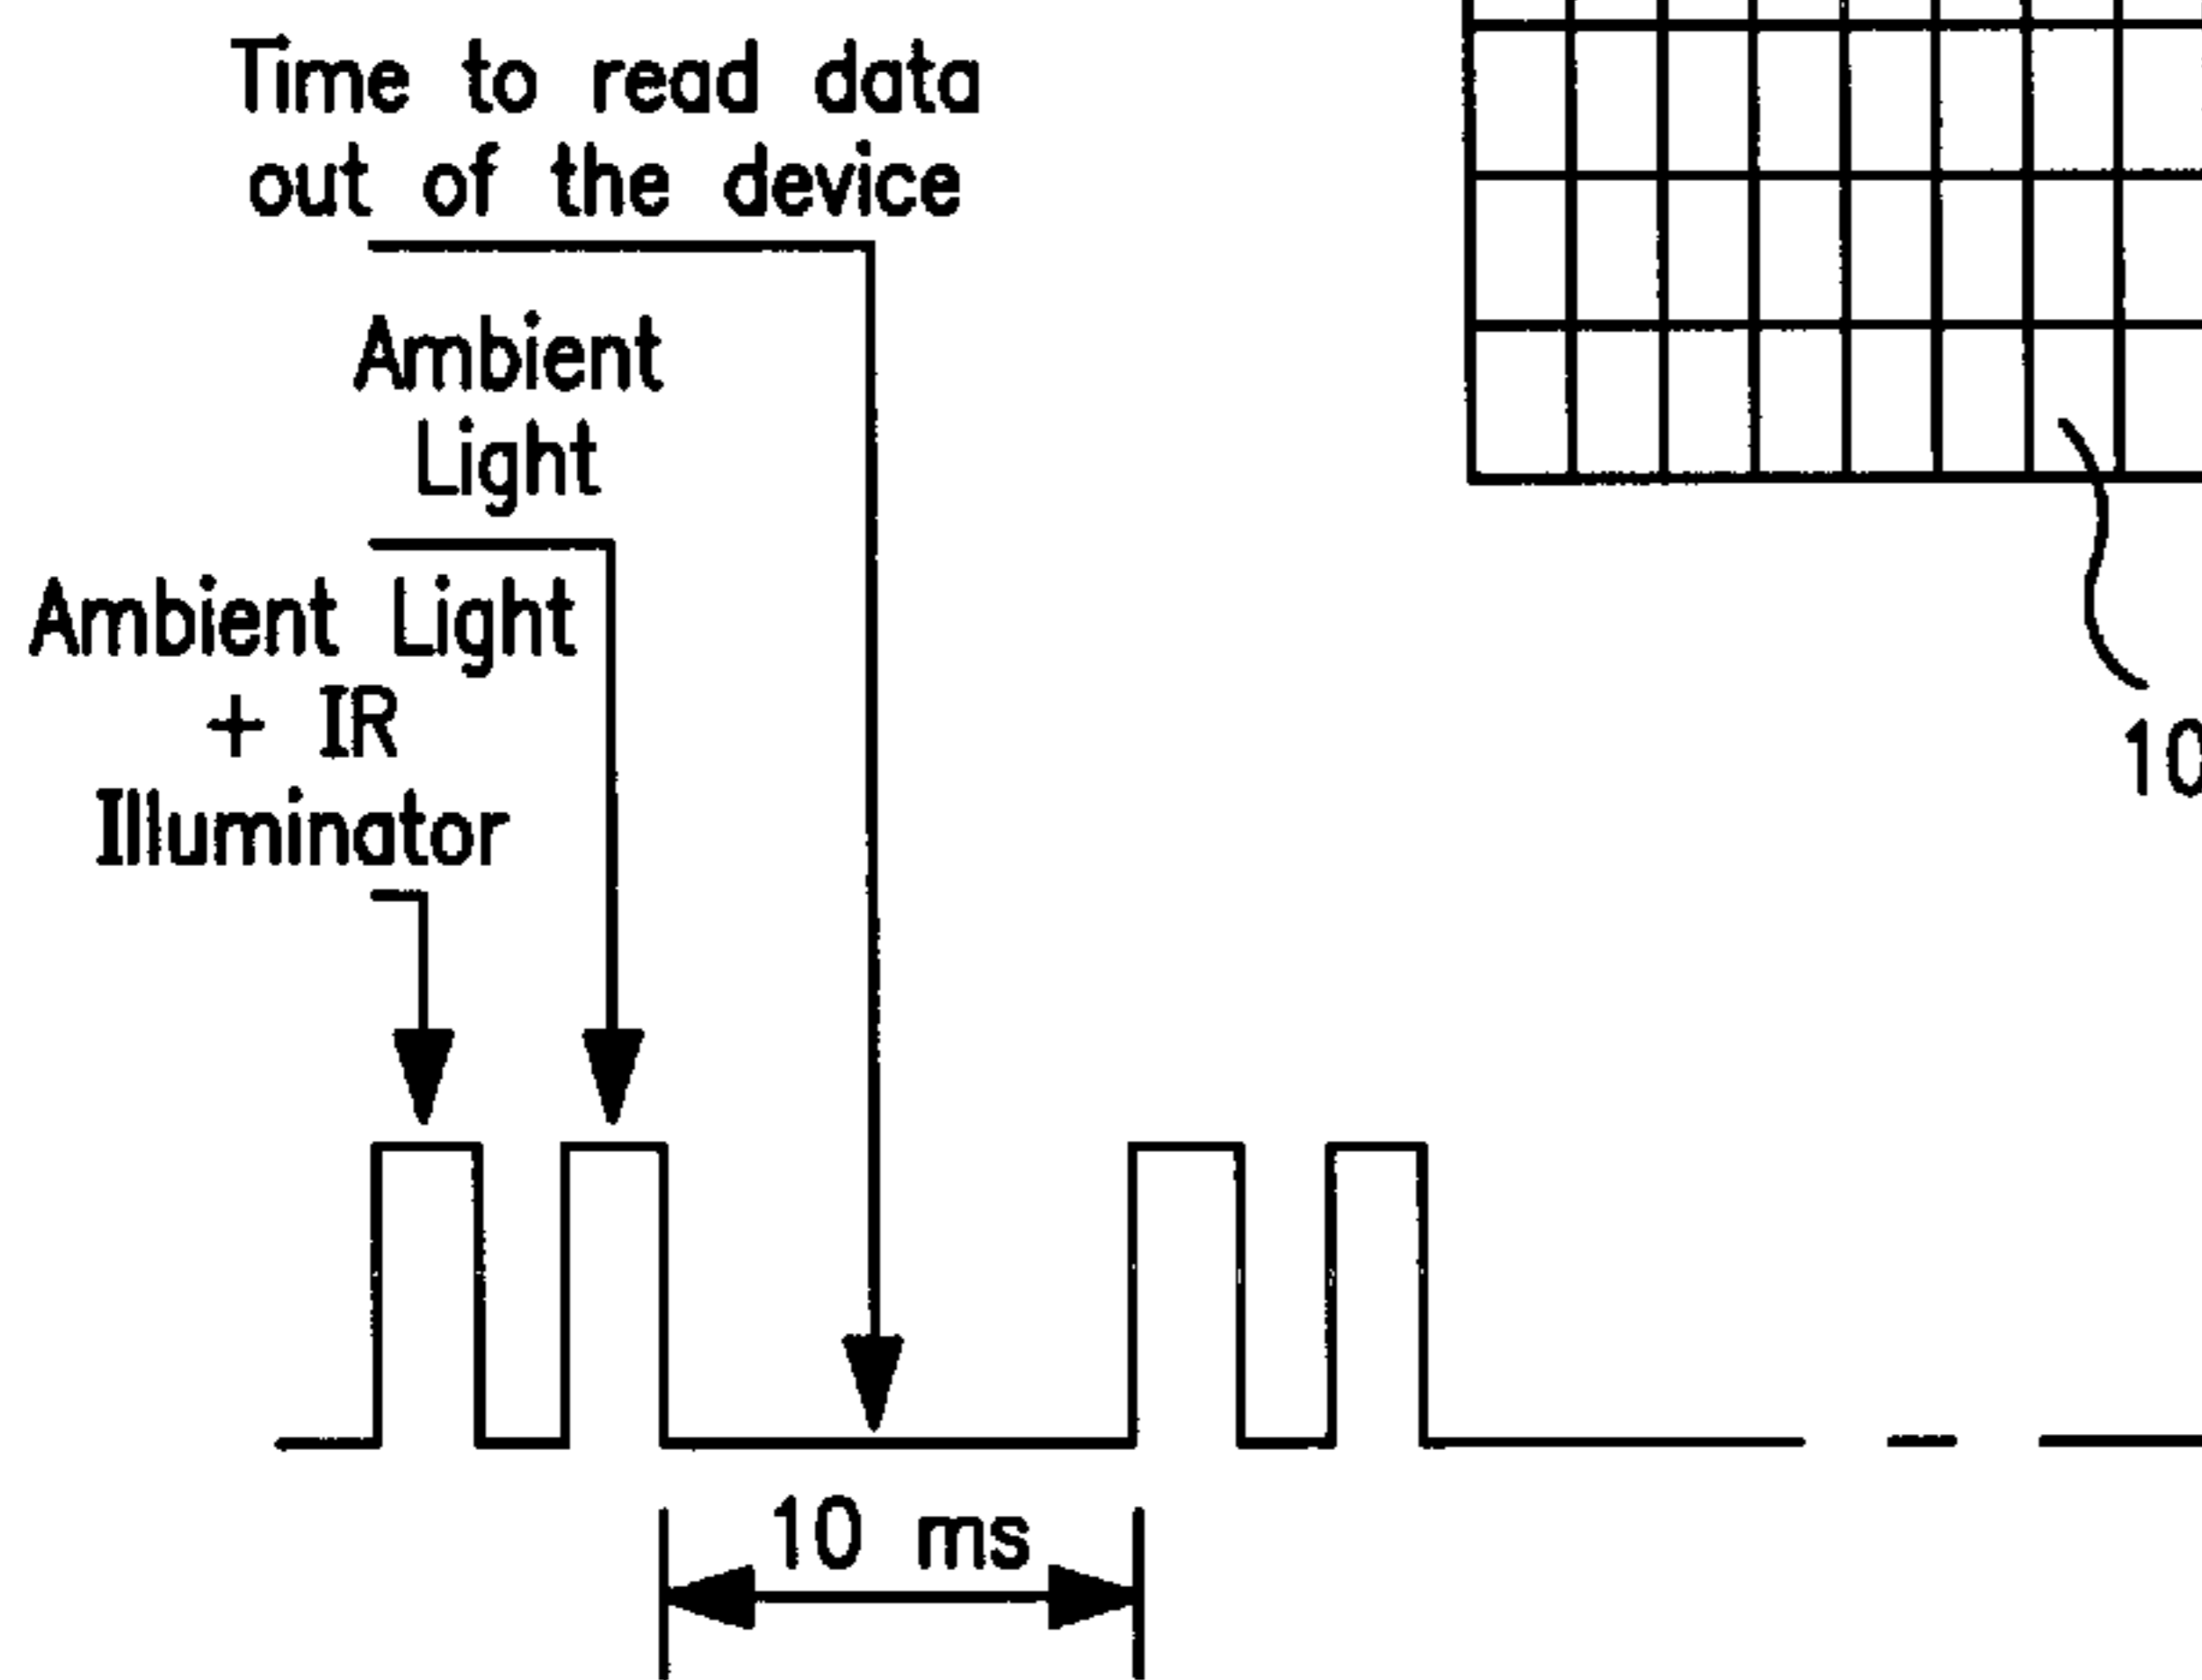 Time to read data
out of the device
Ambient
Light
Ambient Light
+ IR
Illuminator
10 ms